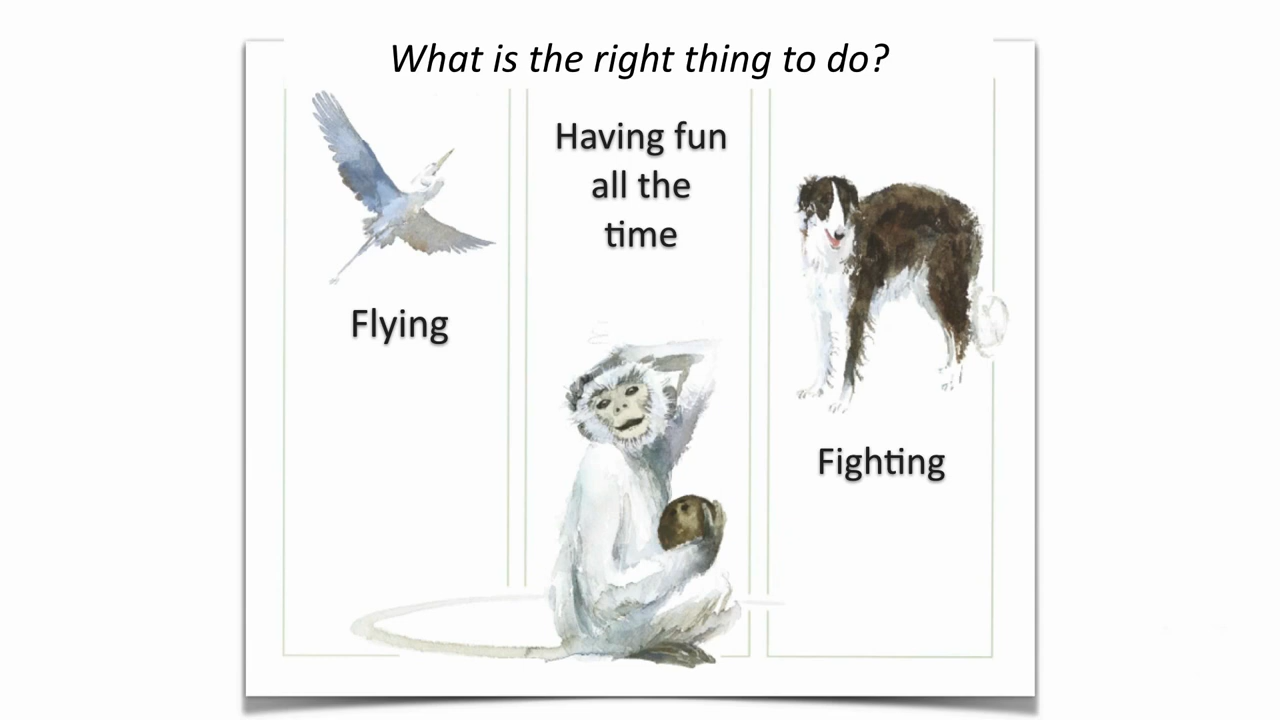 What is the right thing to do?
Flying
Having fun
all the
time
Fighting